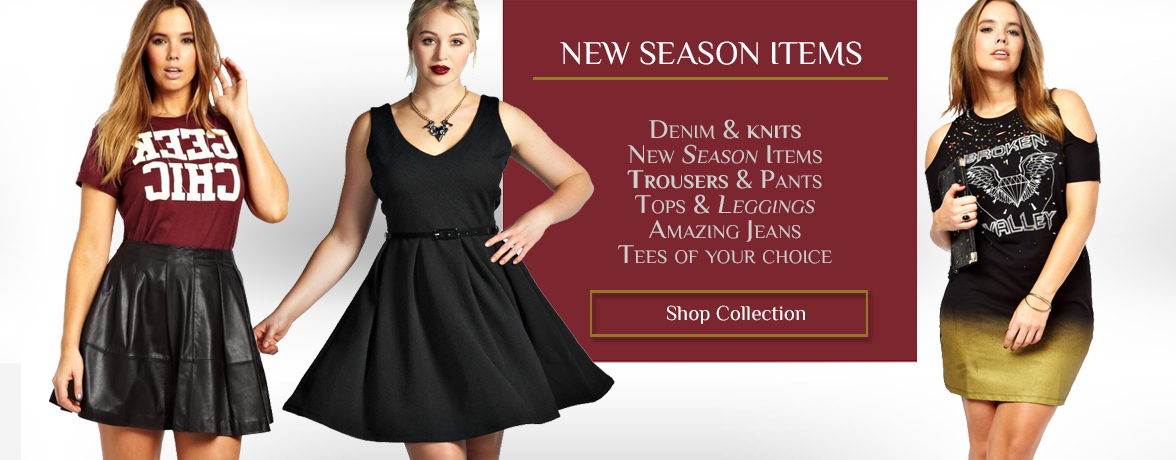 GEEK
CHIC
NEW SEASON ITEMS
DENIM & KNITS
NEW SEASON ITEMS
TROUSERS & PANTS
TOPS & LEGGINGS
AMAZING JEANS
TEES OF YOUR CHOICE
Shop Collection
BROKEN
VALLEY